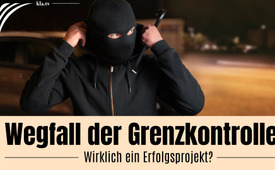 kla.tv
Wegfall der Grenzkontrolle
Wirklich ein Erfolgsprojekt?